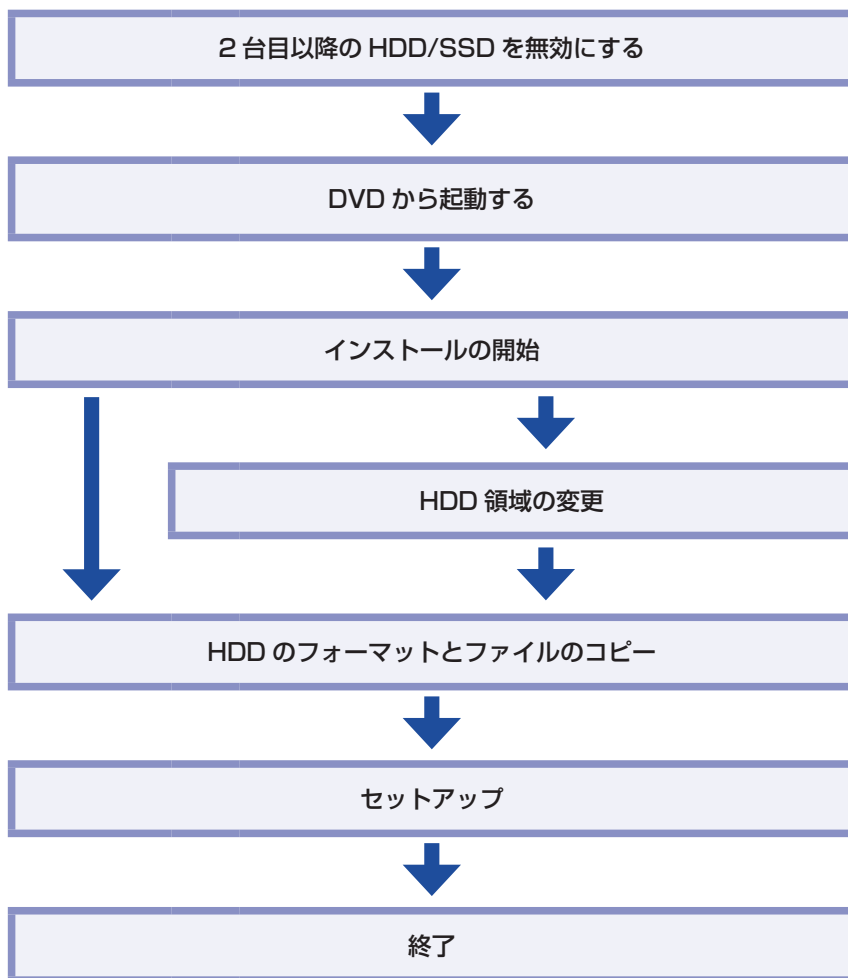 2 台目以降の HDD/SSD を無効にする
DVD から起動する
インストールの開始
HDD 領域の変更
HDD のフォーマットとファイルのコピー
セットアップ
終了